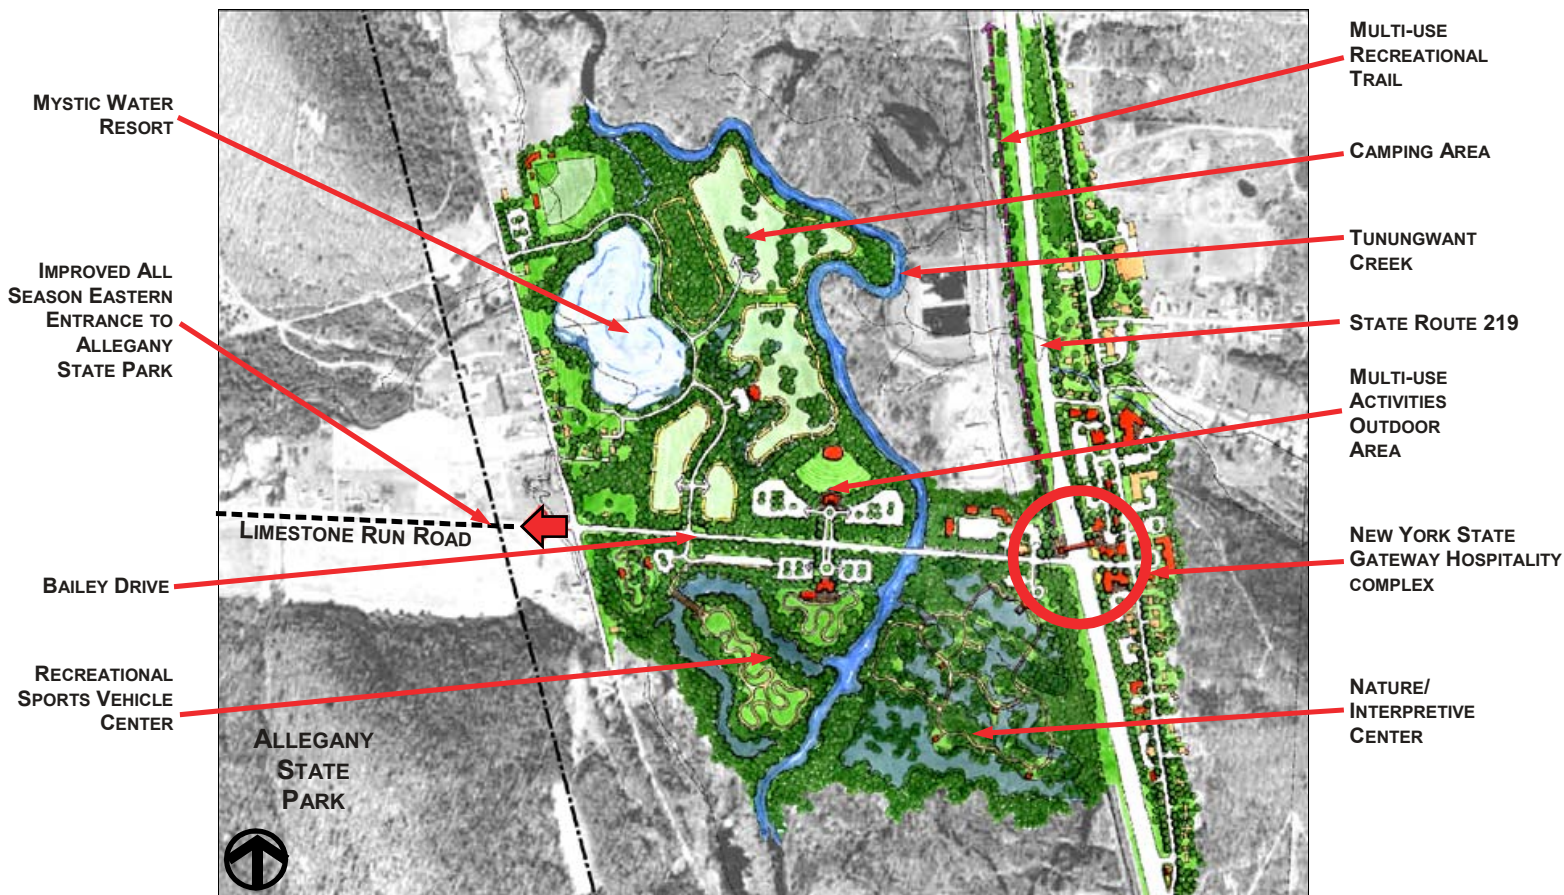 MYSTIC WATER
RESORT
IMPROVED ALL
SEASON EASTERN
ENTRANCE TO
ALLEGANY
STATE PARK
BAILEY DRIVE
RECREATIONAL
SPORTS VEHICLE
CENTER
LIMESTONE RUN ROAD
ALLEGANY
STATE
PARK
MULTI-USE
RECREATIONAL
TRAIL
CAMPING AREA
TUNUNGWANT
CREEK
STATE ROUTE 219
MULTI-USE
ACTIVITIES
OUTDOOR
AREA
NEW YORK STATE
GATEWAY HOSPITALITY
COMPLEX
NATURE/
INTERPRETIVE
CENTER